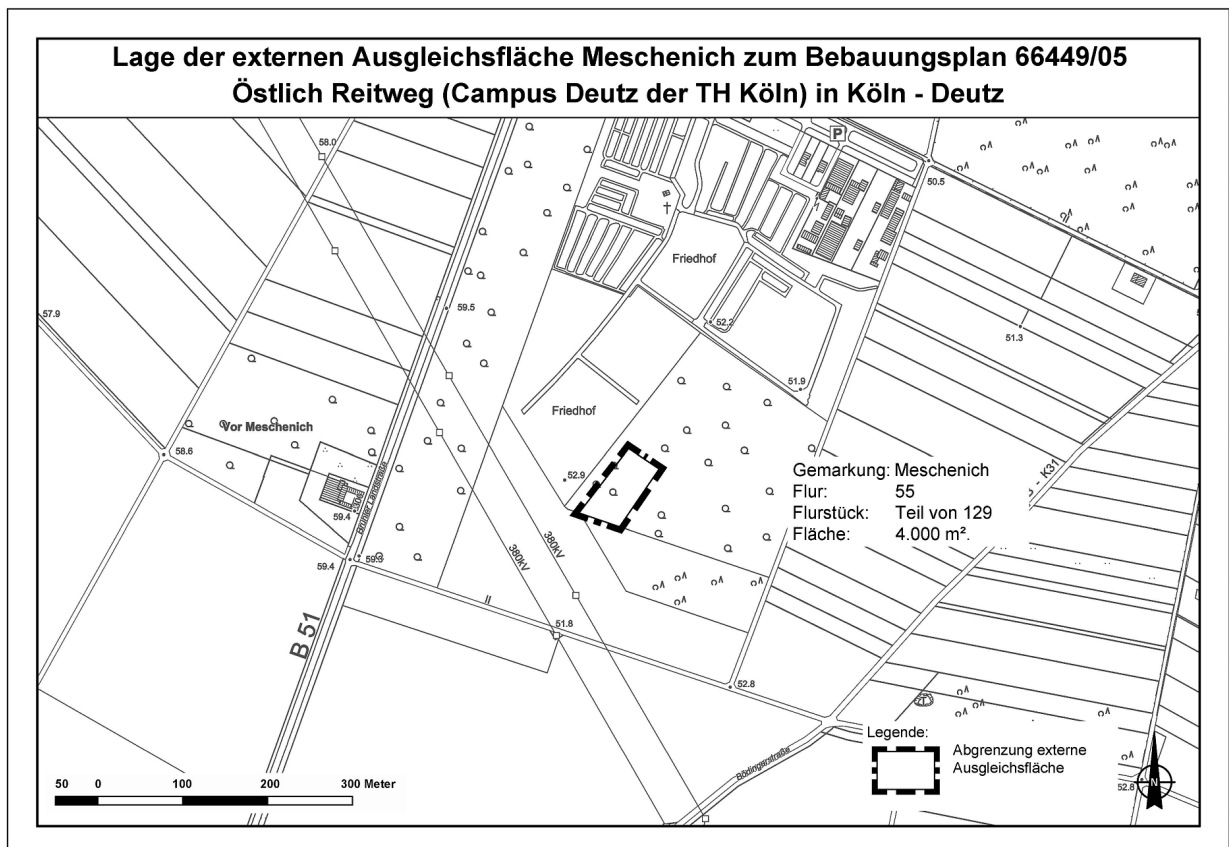 Lage der externen Ausgleichsfläche Meschenich zum Bebauungsplan 66449/05
Östlich Reitweg (Campus Deutz der TH Köln) in Köln - Deutz
P
58.0
50.5
Friedhof
59.5
57.9
52.2
51.3
51.9
Friedhof
Vor Meschenich
58.6
52.9
Gemarkung: Meschenich
Flur: 55
Flurstück: Teil von 129
Fläche: 4.000 m².
- K31
59.4
59.4
380kV
380kV
II
51.8
B 51
52.8
Bödingerstraße
Legende:
Abgrenzung externe
Ausgleichsfläche
50 0 100 200 300 Meter
52.8
N